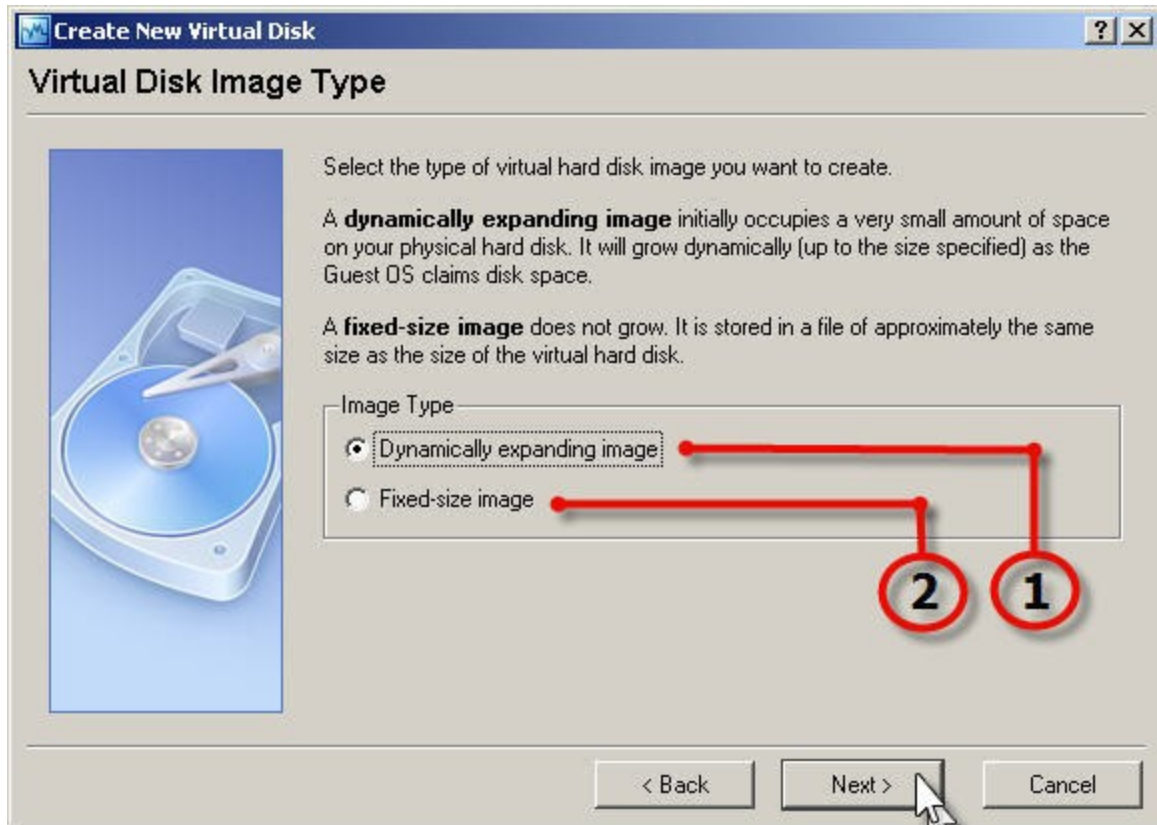 Create New Virtual Disk
Virtual Disk Image Type
Select the type of virtual hard disk image you want to create.
A dynamically expanding image initially occupies a very small amount of space
on your physical hard disk. It will grow dynamically (up to the size specified) as the
Guest OS claims disk space.
A fixed-size image does not grow. It is stored in a file of approximately the same
size as the size of the virtual hard disk.
Image Type
Dynamically expanding image
Fixed-size image
2 1
< Back Next > Cancel